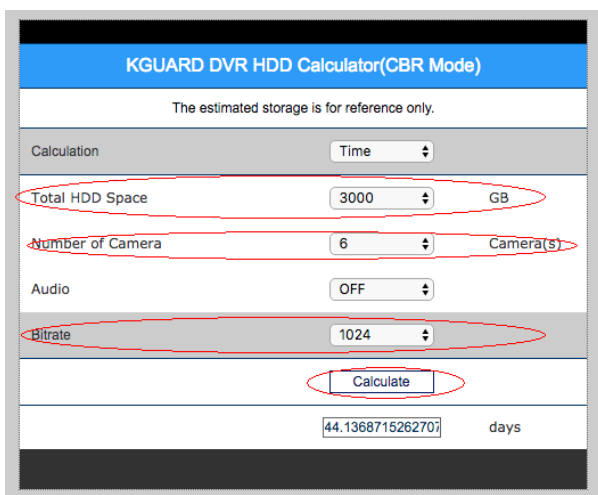 KGUARD DVR HDD Calculator(CBR Mode)
The estimated storage is for reference only.
Calculation Time
Total HDD Space 3000 GB
Number of Camera 6 Camera(s)
Audio OFF
Bitrate 1024
Calculate
44.1368715262707 days